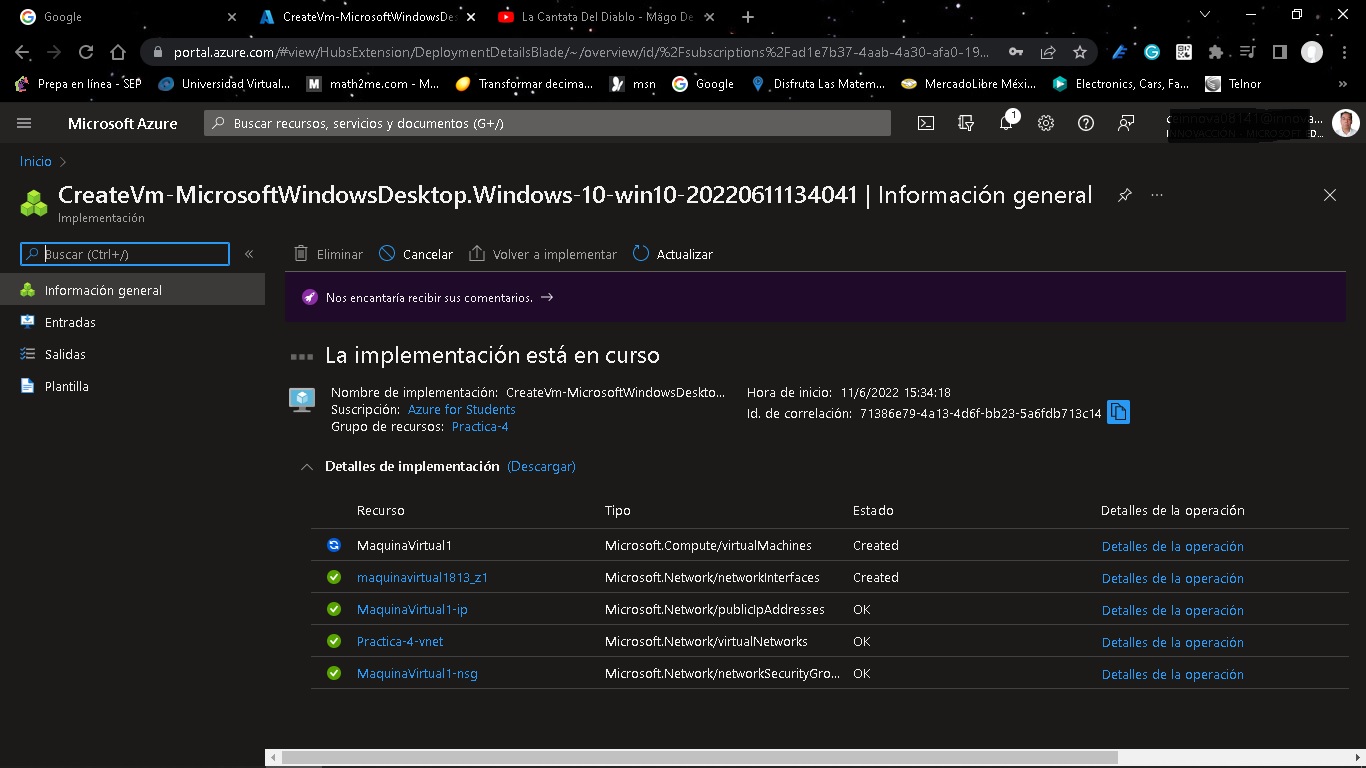 Google
CreateVm-MicrosoftWindowsDes
La Cantata Del Diablo - Mägo De
portal.azure.com/#view/HubsExtension/DeploymentDetailsBlade/~/overview/id/%2Fsubscriptions%2Fad1e7b37-4aab-4a30-afa0-19...
Prepa en línea - SEP
Universidad Virtual...
math2me.com - M...
Transformar decima...
msn
Google
Disfruta Las Matem...
MercadoLibre Méxi...
Electronics, Cars, Fa...
Telnor
»
Microsoft Azure
Buscar recursos, servicios y documentos (G+/)
1
Inicio >
CreateVm-MicrosoftWindowsDesktop.Windows-10-win10-20220611134041 | Información general
Implementación
Buscar (Ctrl+/)
«
Eliminar
Cancelar
Volver a implementar
Actualizar
Información general
Entradas
Salidas
Plantilla
Nos encantaría recibir sus comentarios. →
La implementación está en curso
Nombre de implementación: CreateVm-MicrosoftWindowsDeskto...
Suscripción: Azure for Students
Grupo de recursos: Practica-4
Hora de inicio: 11/6/2022 15:34:18
Id. de correlación: 71386e79-4a13-4d6f-bb23-5a6fdb713c14
Detalles de implementación (Descargar)
Recurso Tipo Estado Detalles de la operación
MaquinaVirtual1 Microsoft.Compute/virtualMachines Created Detalles de la operación
maquinavirtual1813_z1 Microsoft.Network/networkInterfaces Created Detalles de la operación
MaquinaVirtual1-ip Microsoft.Network/publicIpAddresses OK Detalles de la operación
Practica-4-vnet Microsoft.Network/virtualNetworks OK Detalles de la operación
MaquinaVirtual1-nsg Microsoft.Network/networkSecurityGro... OK Detalles de la operación